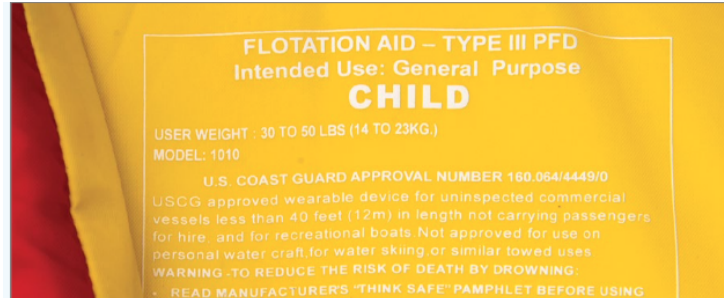 FLOTATION AID – TYPE III PFD
Intended Use: General Purpose
CHILD
USER WEIGHT : 30 TO 50 LBS (14 TO 23KG.)
MODEL: 1010
U.S. COAST GUARD APPROVAL NUMBER 160.064/4449/0
USCG approved wearable device for uninspected commercial
vessels less than 40 feet (12m) in length not carrying passengers
for hire, and for recreational boats.Not approved for use on
personal water craft,for water skiing,or similar towed uses
WARNING -TO REDUCE THE RISK OF DEATH BY DROWNING:
- READ MANUFACTURER'S "THINK SAFE" PAMPHLET BEFORE USING